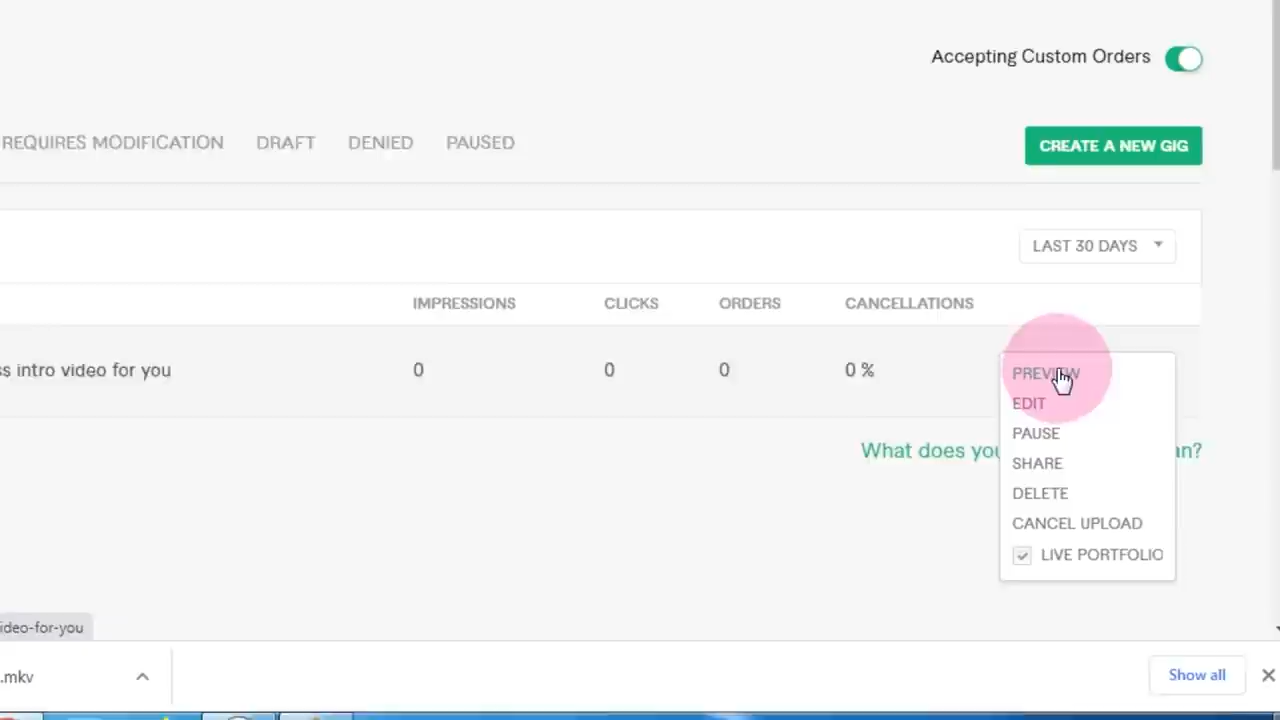 Accepting Custom Orders
REQUIRES MODIFICATION DRAFT DENIED PAUSED CREATE A NEW GIG
LAST 30 DAYS
IMPRESSIONS CLICKS ORDERS CANCELLATIONS
intro video for you 0 0 0 0 %
PREVIEW
EDIT
PAUSE
What does
SHARE
DELETE
CANCEL UPLOAD
LIVE PORTFOLIO
ideo-for-you
.mkv Show all